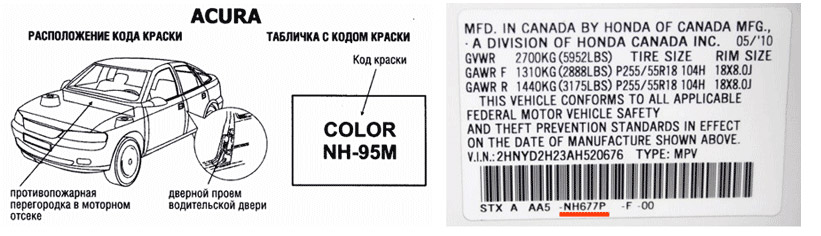 ACURA
РАСПОЛОЖЕНИЕ КОДА КРАСКИ
ТАБЛИЧКА С КОДОМ КРАСКИ
Код краски
COLOR
NH-95M
противопожарная
перегородка в моторном
отсеке
дверной проем
водительской двери
MFD. IN CANADA BY HONDA OF CANADA MFG.,
A DIVISION OF HONDA CANADA INC. 05/'10
GVWR 2700KG(5952LBS) TIRE SIZE RIM SIZE
GAWR F 1310KG(2888LBS) P255/55R18 104H 18X8.0J
GAWR R 1440KG(3175LBS) P255/55R18 104H 18X8.0J
THIS VEHICLE CONFORMS TO ALL APPLICABLE
FEDERAL MOTOR VEHICLE SAFETY
AND THEFT PREVENTION STANDARDS IN EFFECT
ON THE DATE OF MANUFACTURE SHOWN ABOVE.
V.I.N.: 2HNYD2H23AH520676 TYPE: MPV
STX A AA5 -NH677P -F -00